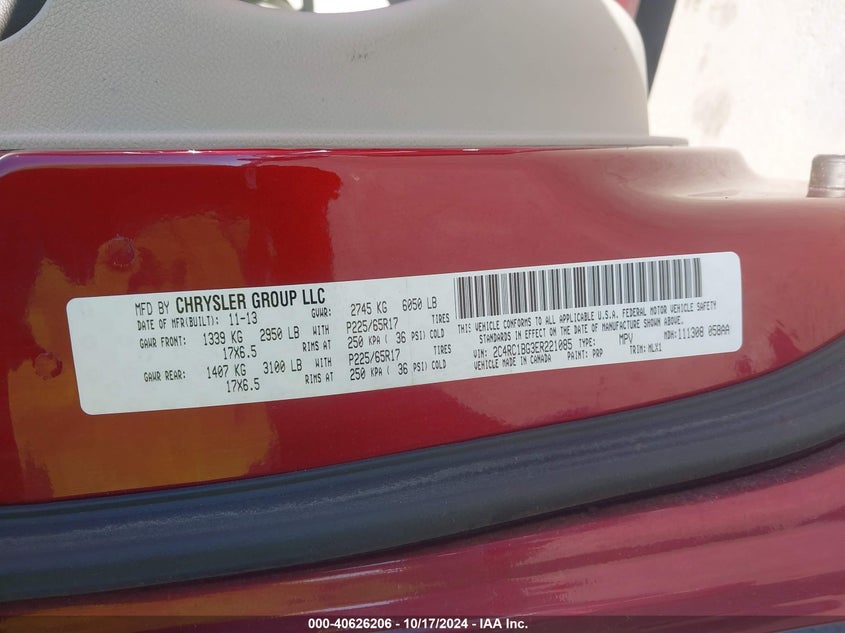 MFD BY CHRYSLER GROUP LLC
DATE OF MFR(BUILT): 11-13 GVWR: 2745 KG 6050 LB
GAWR FRONT: 1339 KG 2950 LB WITH P225/65R17 TIRES
17X6.5 RIMS AT 250 KPA ( 36 PSI) COLD
GAWR REAR: 1407 KG 3100 LB WITH P225/65R17 TIRES
17X6.5 RIMS AT 250 KPA ( 36 PSI) COLD
THIS VEHICLE CONFORMS TO ALL APPLICABLE U.S.A. FEDERAL MOTOR VEHICLE SAFETY
STANDARDS IN EFFECT ON THE DATE OF MANUFACTURE SHOWN ABOVE.
VIN: 2C4RC1BG3ER221085 TYPE: MPV MDH: 111308 058AA
VEHICLE MADE IN CANADA PAINT: PRP TRIM: MLX1
000-40626206 - 10/17/2024 - IAA Inc.